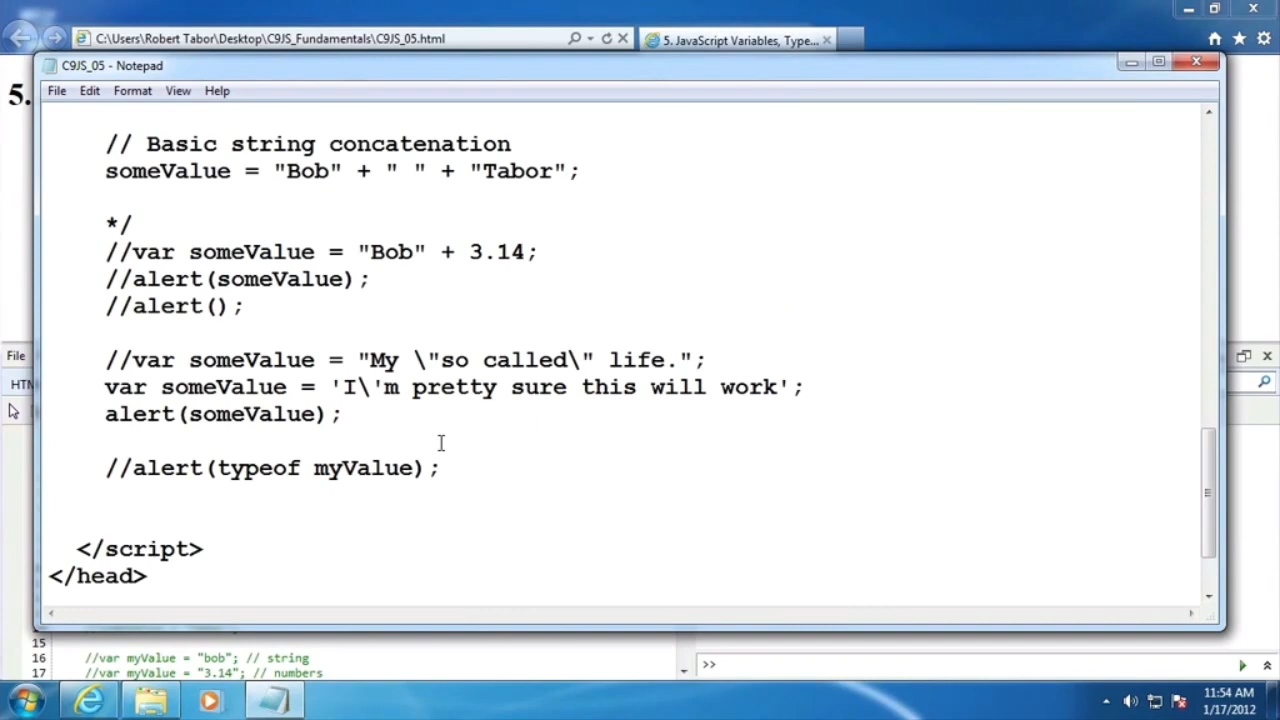 C:\Users\Robert Tabor\Desktop\C9JS_Fundamentals\C9JS_05.html
5. JavaScript Variables, Type...
C9JS_05 - Notepad
File Edit Format View Help
5.
// Basic string concatenation
someValue = "Bob" + " " + "Tabor";
*/
//var someValue = "Bob" + 3.14;
//alert(someValue);
//alert();
//var someValue = "My \"so called\" life.";
var someValue = 'I\'m pretty sure this will work';
alert(someValue);
//alert(typeof myValue);
</script>
</head>
File
HTM
15
16 //var myValue = "bob"; // string
17 //var myValue = "3.14"; // numbers
>>
11:54 AM
1/17/2012